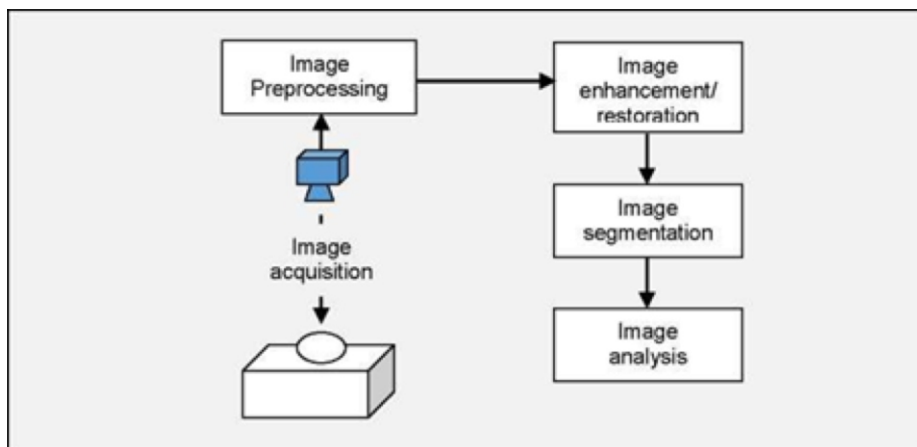 Image
Preprocessing
Image
enhancement/
restoration
Image
acquisition
Image
segmentation
Image
analysis